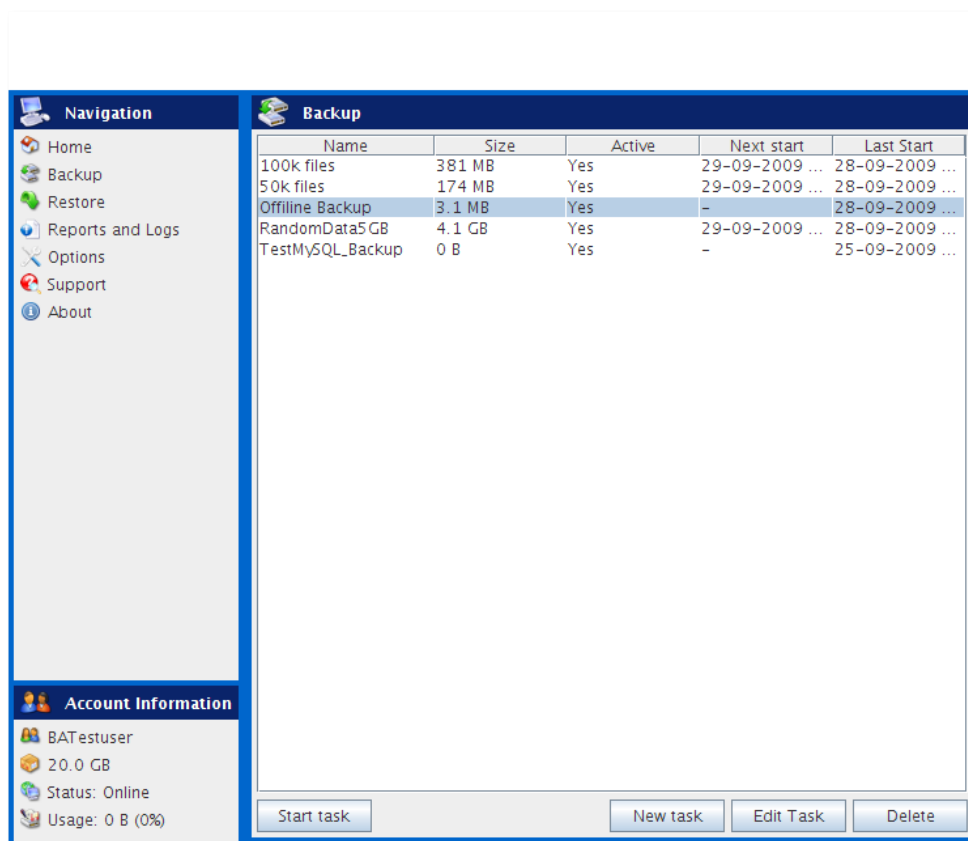 Navigation
Home
Backup
Restore
Reports and Logs
Options
Support
About
Account Information
BATestuser
20.0 GB
Status: Online
Usage: 0 B (0%)
Backup
Name Size Active Next start Last Start
100k files 381 MB Yes 29-09-2009 ... 28-09-2009 ...
50k files 174 MB Yes 29-09-2009 ... 28-09-2009 ...
Offiline Backup 3.1 MB Yes - 28-09-2009 ...
RandomData5GB 4.1 GB Yes 29-09-2009 ... 28-09-2009 ...
TestMySQL_Backup 0 B Yes - 25-09-2009 ...
Start task New task Edit Task Delete